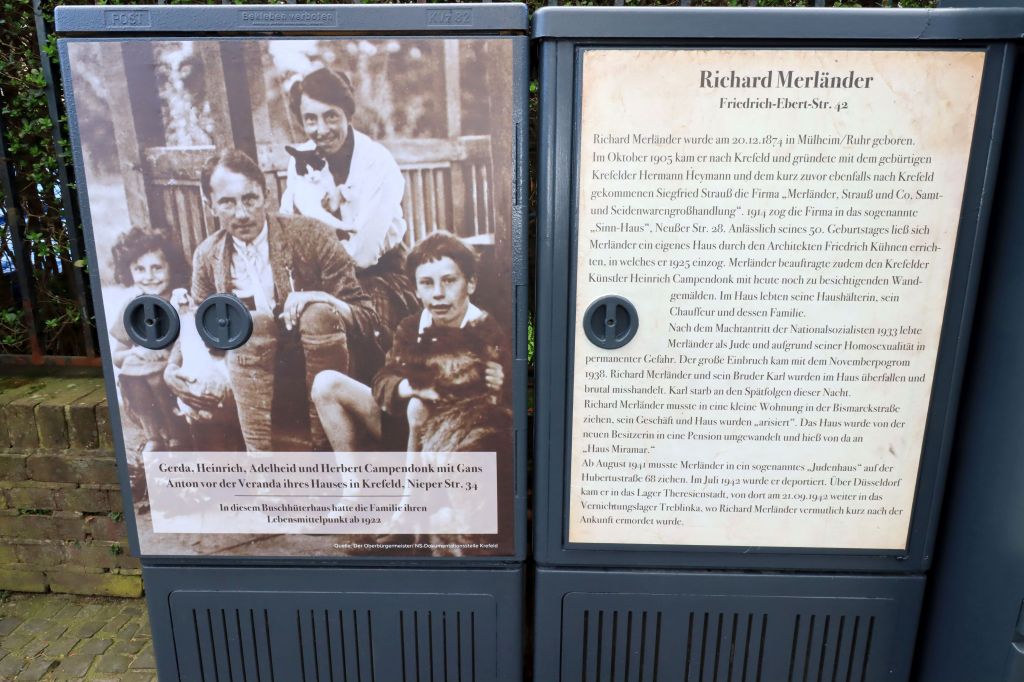 POST
Bekleben verboten
KVz 82
Gerda, Heinrich, Adelheid und Herbert Campendonk mit Gans
Anton vor der Veranda ihres Hauses in Krefeld, Nieper Str. 34
In diesem Buschhüterhaus hatte die Familie ihren
Lebensmittelpunkt ab 1922
Quelle: Der Oberbürgermeister/ NS-Dokumentationsstelle Krefeld
Richard Merländer
Friedrich-Ebert-Str. 42
Richard Merländer wurde am 20.12.1874 in Mülheim/Ruhr geboren.
Im Oktober 1905 kam er nach Krefeld und gründete mit dem gebürtigen
Krefelder Hermann Heymann und dem kurz zuvor ebenfalls nach Krefeld
gekommenen Siegfried Strauß die Firma „Merländer, Strauß und Co, Samt-
und Seidenwarengroßhandlung“. 1914 zog die Firma in das sogenannte
„Sinn-Haus„, Neußer Str. 28. Anlässlich seines 50. Geburtstages ließ sich
Merländer ein eigenes Haus durch den Architekten Friedrich Kühnen errich-
ten, in welches er 1925 einzog. Merländer beauftragte zudem den Krefelder
Künstler Heinrich Campendonk mit heute noch zu besichtigenden Wand-
gemälden. Im Haus lebten seine Haushälterin, sein
Chauffeur und dessen Familie.
Nach dem Machtantritt der Nationalsozialisten 1933 lebte
Merländer als Jude und aufgrund seiner Homosexualität in
permanenter Gefahr. Der große Einbruch kam mit dem Novemberpogrom
1938. Richard Merländer und sein Bruder Karl wurden im Haus überfallen und
brutal misshandelt. Karl starb an den Spätfolgen dieser Nacht.
Richard Merländer musste in eine kleine Wohnung in der Bismarckstraße
ziehen, sein Geschäft und Haus wurden „arisiert“. Das Haus wurde von der
neuen Besitzerin in eine Pension umgewandelt und hieß von da an
„Haus Miramar.“
Ab August 1941 musste Merländer in ein sogenanntes „Judenhaus“ auf der
Hubertustraße 68 ziehen. Im Juli 1942 wurde er deportiert. Über Düsseldorf
kam er in das Lager Theresienstadt, von dort am 21.09.1942 weiter in das
Vernichtungslager Treblinka, wo Richard Merländer vermutlich kurz nach der
Ankunft ermordet wurde.